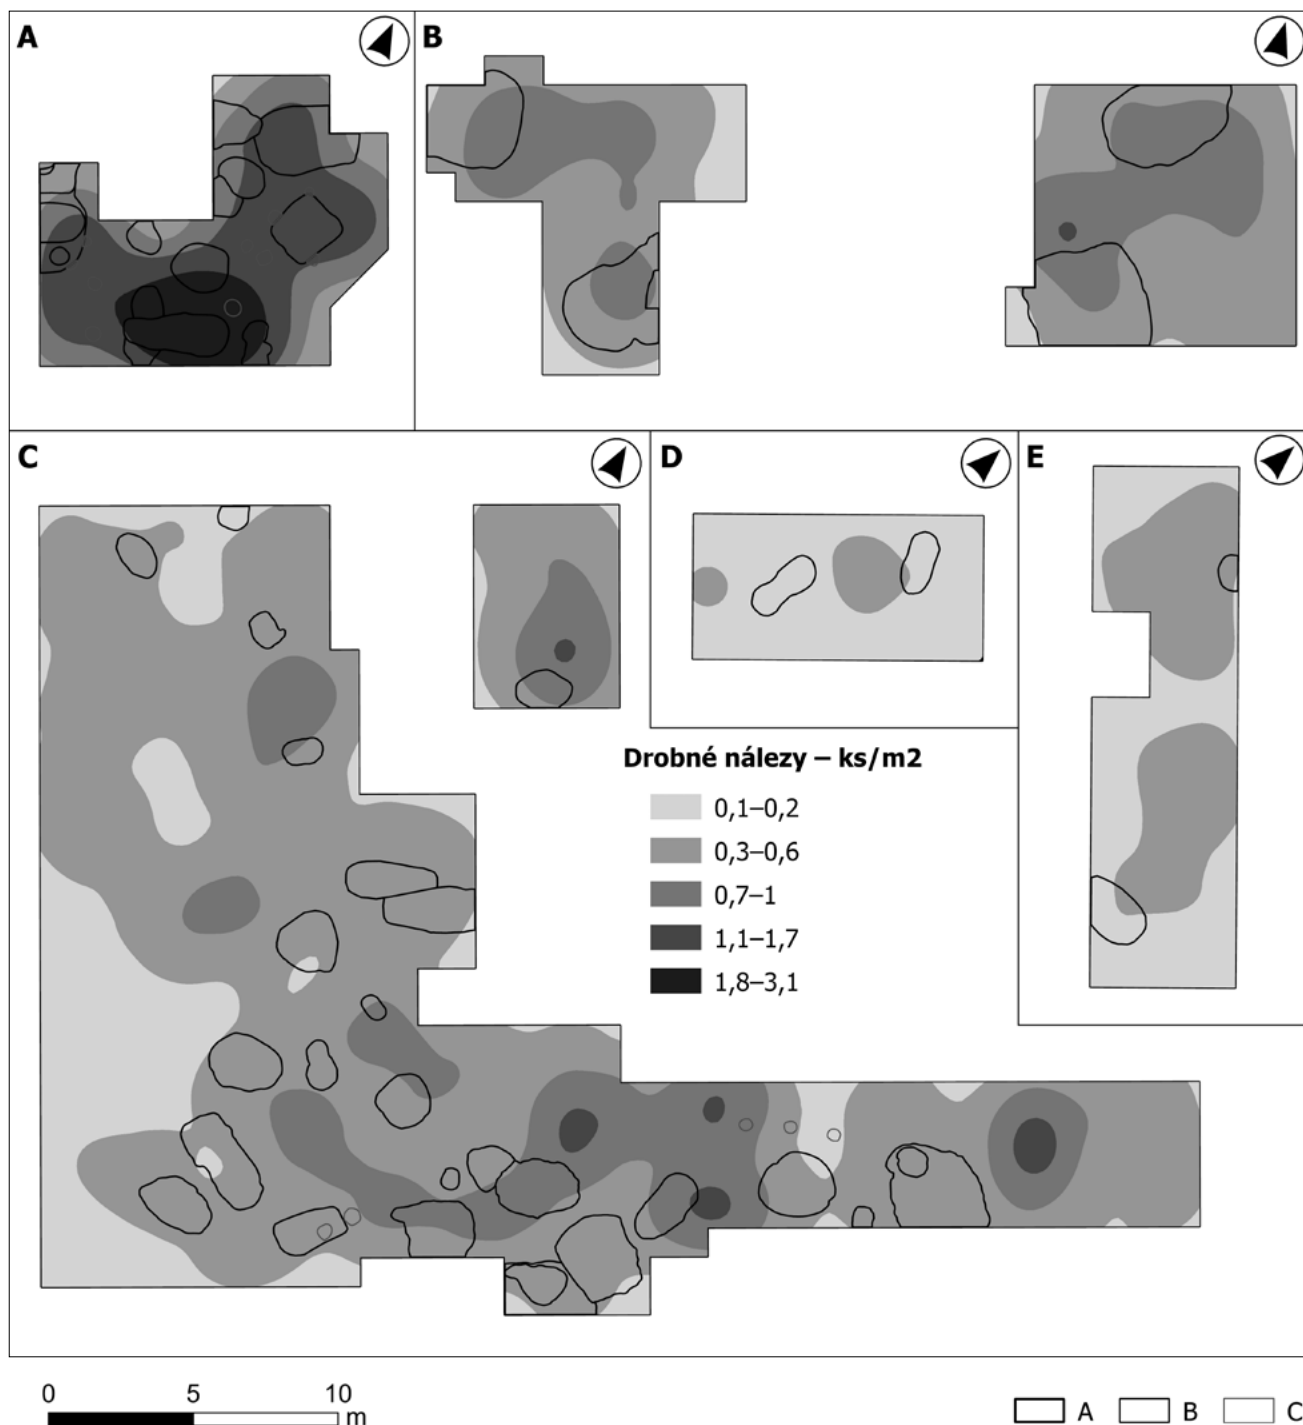 A
B
C
D
E
Drobné nálezy – ks/m2
0,1–0,2
0,3–0,6
0,7–1
1,1–1,7
1,8–3,1
0 5 10
m
A B C